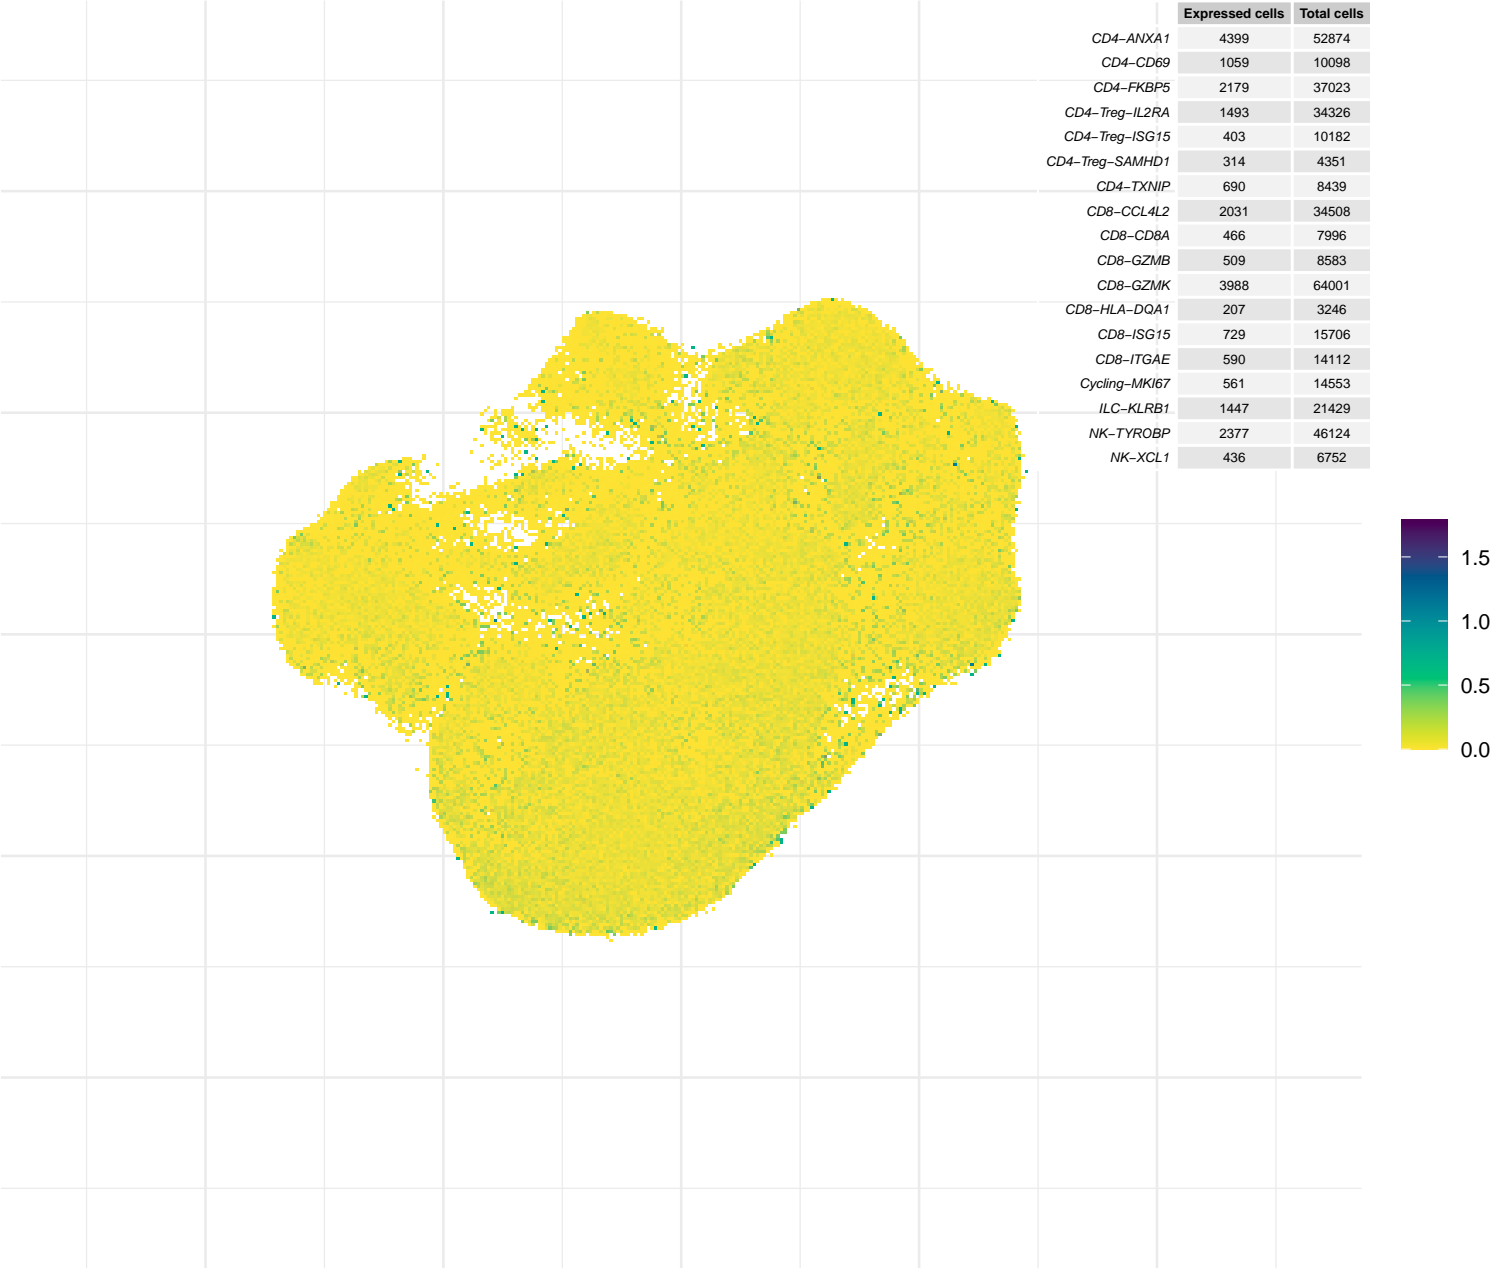 Expressed cells Total cells
CD4−ANXA1 4399 52874
CD4−CD69 1059 10098
CD4−FKBP5 2179 37023
CD4−Treg−IL2RA 1493 34326
CD4−Treg−ISG15 403 10182
CD4−Treg−SAMHD1 314 4351
CD4−TXNIP 690 8439
CD8−CCL4L2 2031 34508
CD8−CD8A 466 7996
CD8−GZMB 509 8583
CD8−GZMK 3988 64001
CD8−HLA−DQA1 207 3246
CD8−ISG15 729 15706
CD8−ITGAE 590 14112
Cycling−MKI67 561 14553
ILC−KLRB1 1447 21429
NK−TYROBP 2377 46124
NK−XCL1 436 6752
1.5
1.0
0.5
0.0